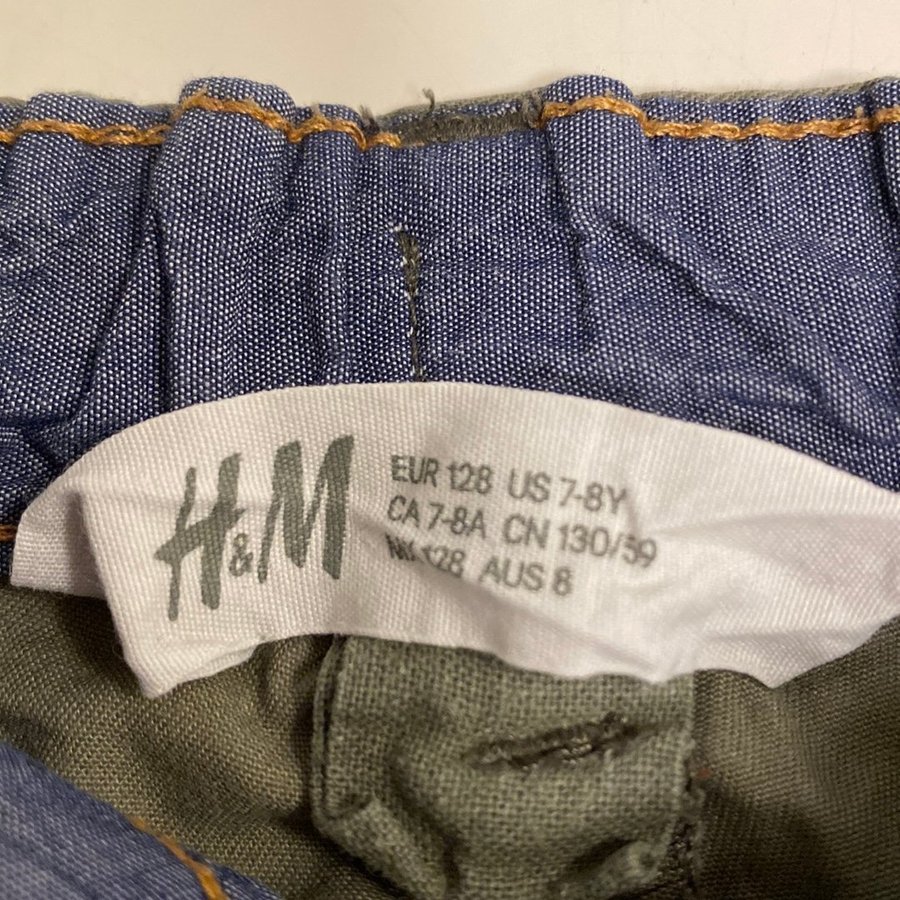 H&M
EUR 128 US 7-8Y
CA 7-8A CN 130/59
128 AUS 8